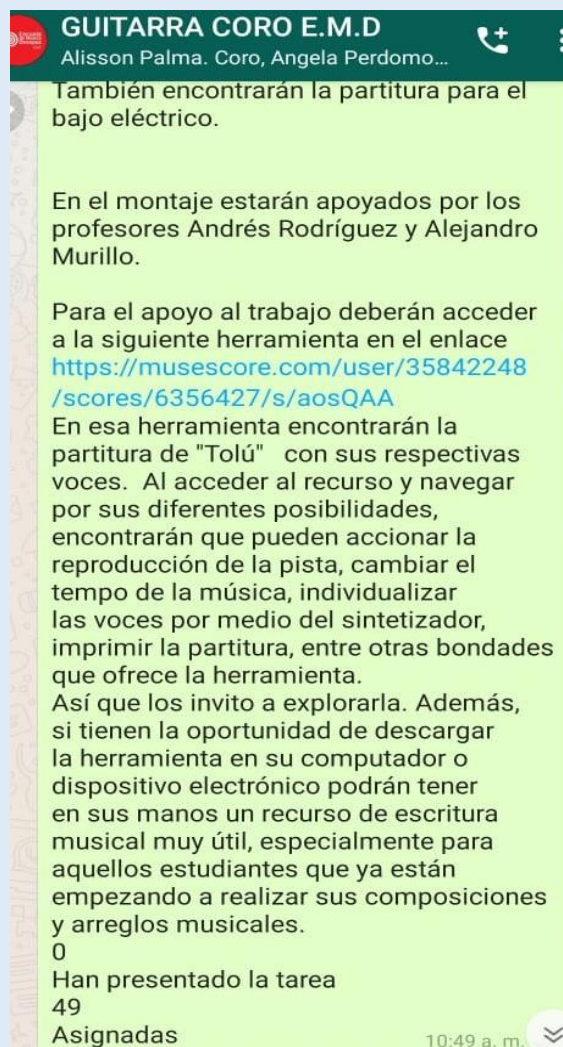 GUITARRA CORO E.M.D
Alisson Palma. Coro, Angela Perdomo...
También encontrarán la partitura para el
bajo eléctrico.
En el montaje estarán apoyados por los
profesores Andrés Rodríguez y Alejandro
Murillo.
Para el apoyo al trabajo deberán acceder
a la siguiente herramienta en el enlace
https://musescore.com/user/35842248
/scores/6356427/s/aosQAA
En esa herramienta encontrarán la
partitura de "Tolú" con sus respectivas
voces. Al acceder al recurso y navegar
por sus diferentes posibilidades,
encontrarán que pueden accionar la
reproducción de la pista, cambiar el
tempo de la música, individualizar
las voces por medio del sintetizador,
imprimir la partitura, entre otras bondades
que ofrece la herramienta.
Así que los invito a explorarla. Además,
si tienen la oportunidad de descargar
la herramienta en su computador o
dispositivo electrónico podrán tener
en sus manos un recurso de escritura
musical muy útil, especialmente para
aquellos estudiantes que ya están
empezando a realizar sus composiciones
y arreglos musicales.
0
Han presentado la tarea
49
Asignadas
10:49 a. m.